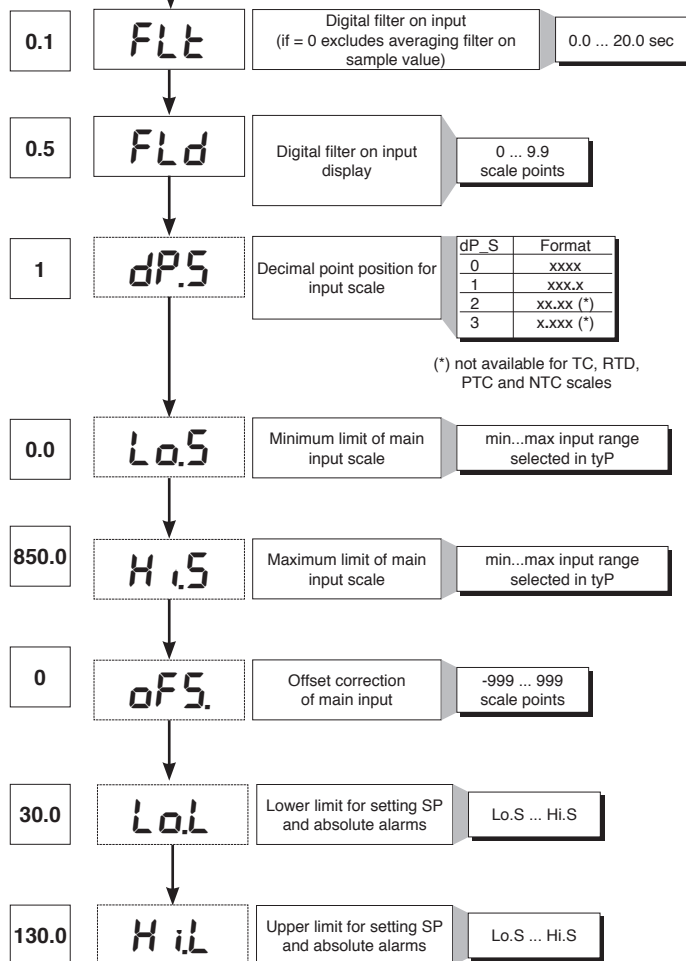 0.1
FLt
Digital filter on input
(if = 0 excludes averaging filter on
sample value)
0.0 ... 20.0 sec
0.5
FLd
Digital filter on input
display
0 ... 9.9
scale points
1
dP.S
Decimal point position for
input scale
dP_S Format
0 xxxx
1 xxx.x
2 xx.xx (*)
3 x.xxx (*)
(*) not available for TC, RTD,
PTC and NTC scales
0.0
Lo.S
Minimum limit of main
input scale
min...max input range
selected in tyP
850.0
Hi.S
Maximum limit of main
input scale
min...max input range
selected in tyP
0
oFS.
Offset correction
of main input
-999 ... 999
scale points
30.0
Lo.L
Lower limit for setting SP
and absolute alarms
Lo.S ... Hi.S
130.0
Hi.L
Upper limit for setting SP
and absolute alarms
Lo.S ... Hi.S